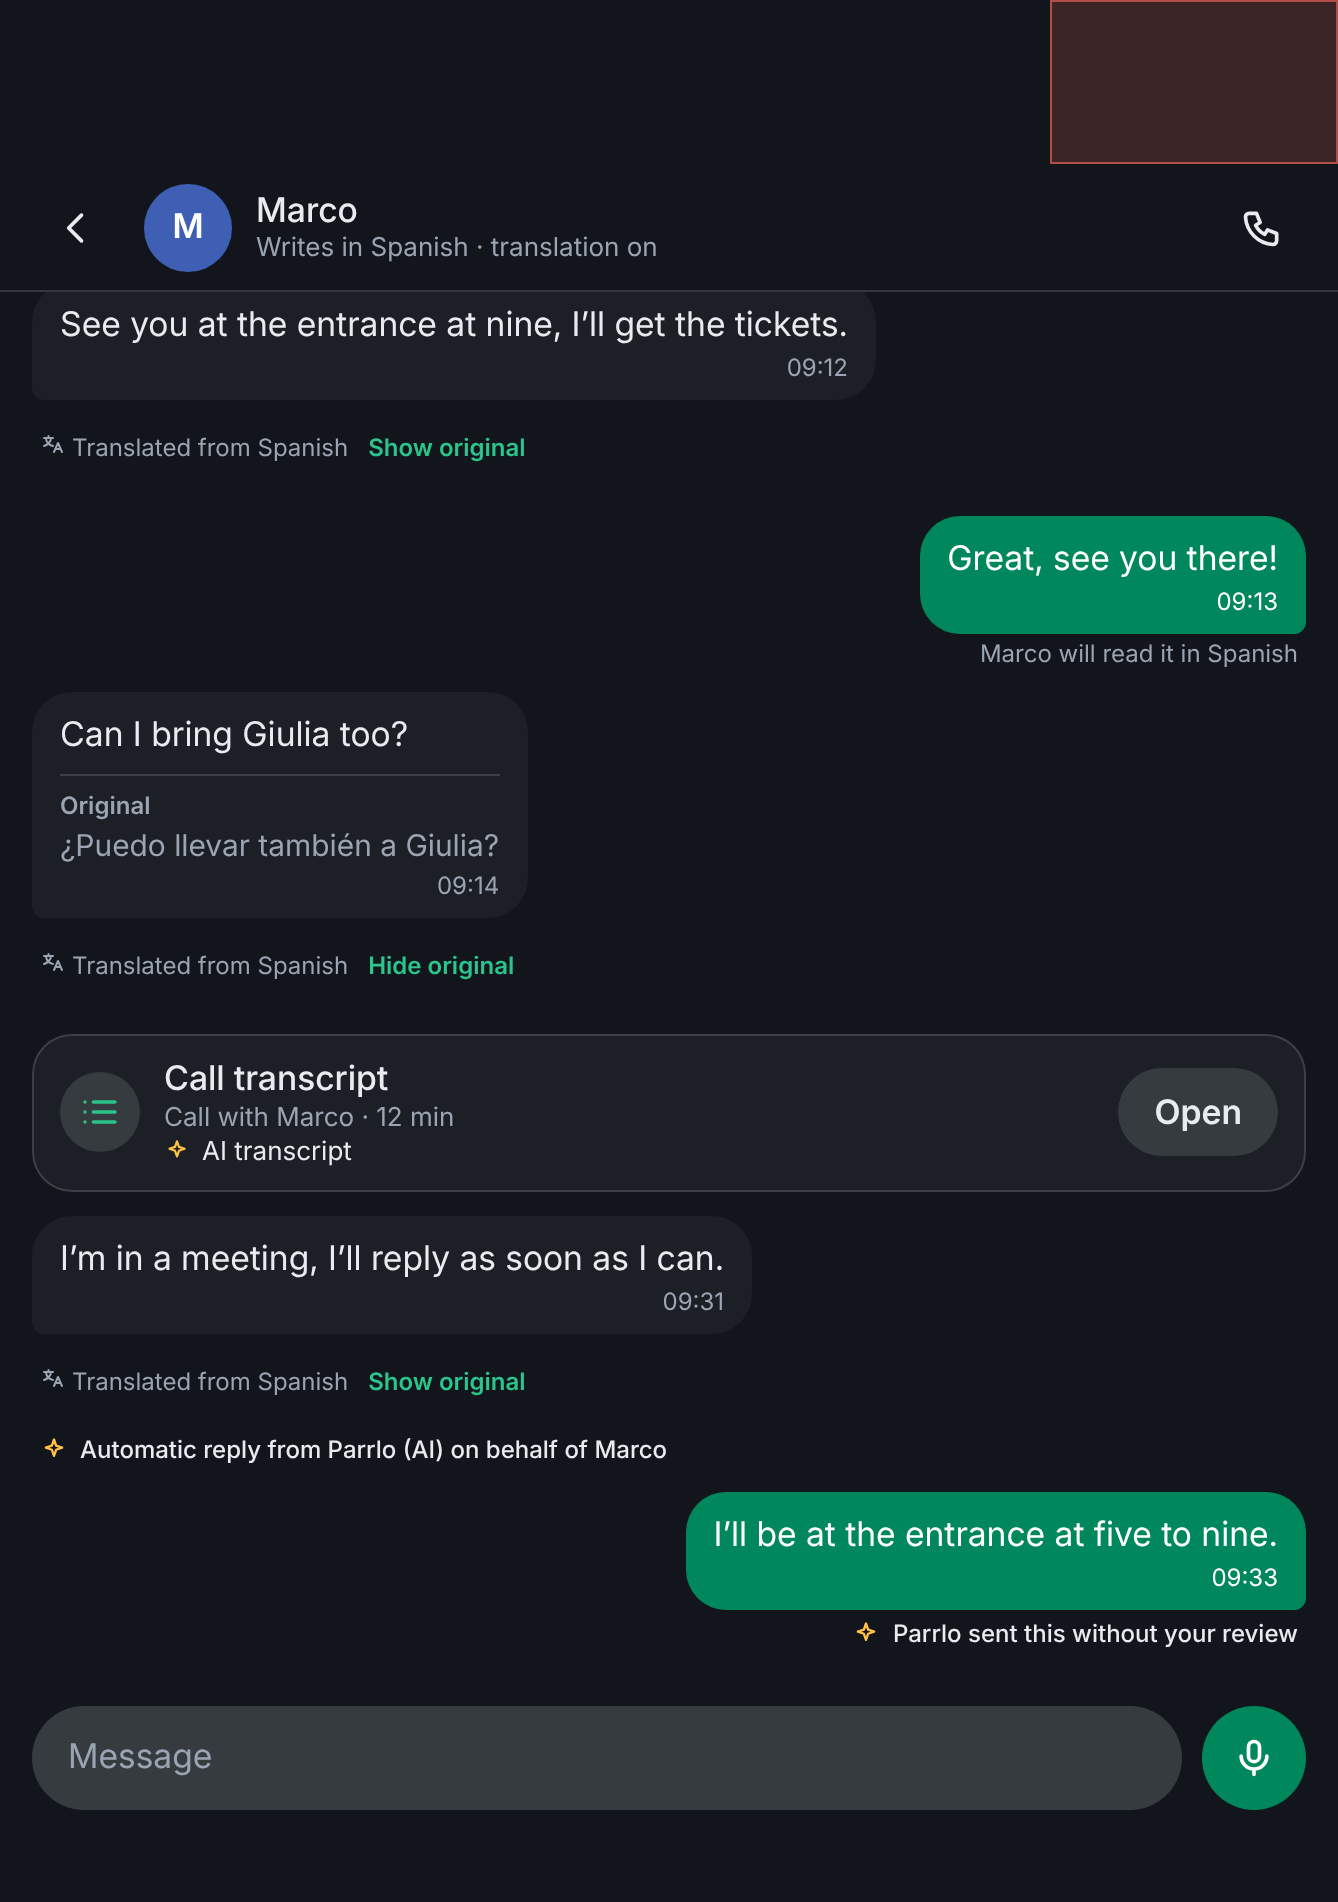 M
Marco
Writes in Spanish · translation on
See you at the entrance at nine, I’ll get the tickets.
09:12
Translated from Spanish Show original
Great, see you there!
09:13
Marco will read it in Spanish
Can I bring Giulia too?
Original
¿Puedo llevar también a Giulia?
09:14
Translated from Spanish Hide original
Call transcript
Call with Marco · 12 min
AI transcript
Open
I’m in a meeting, I’ll reply as soon as I can.
09:31
Translated from Spanish Show original
Automatic reply from Parrlo (AI) on behalf of Marco
I’ll be at the entrance at five to nine.
09:33
Parrlo sent this without your review
Message